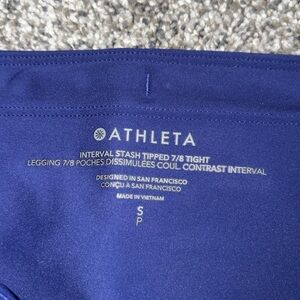 ATHLETA
INTERVAL STASH TIPPED 7/8 TIGHT
LEGGING 7/8 POCHES DISSIMULÉES COUL. CONTRAST INTERVAL
DESIGNED IN SAN FRANCISCO
CONÇU À SAN FRANCISCO
MADE IN VIETNAM
S
P